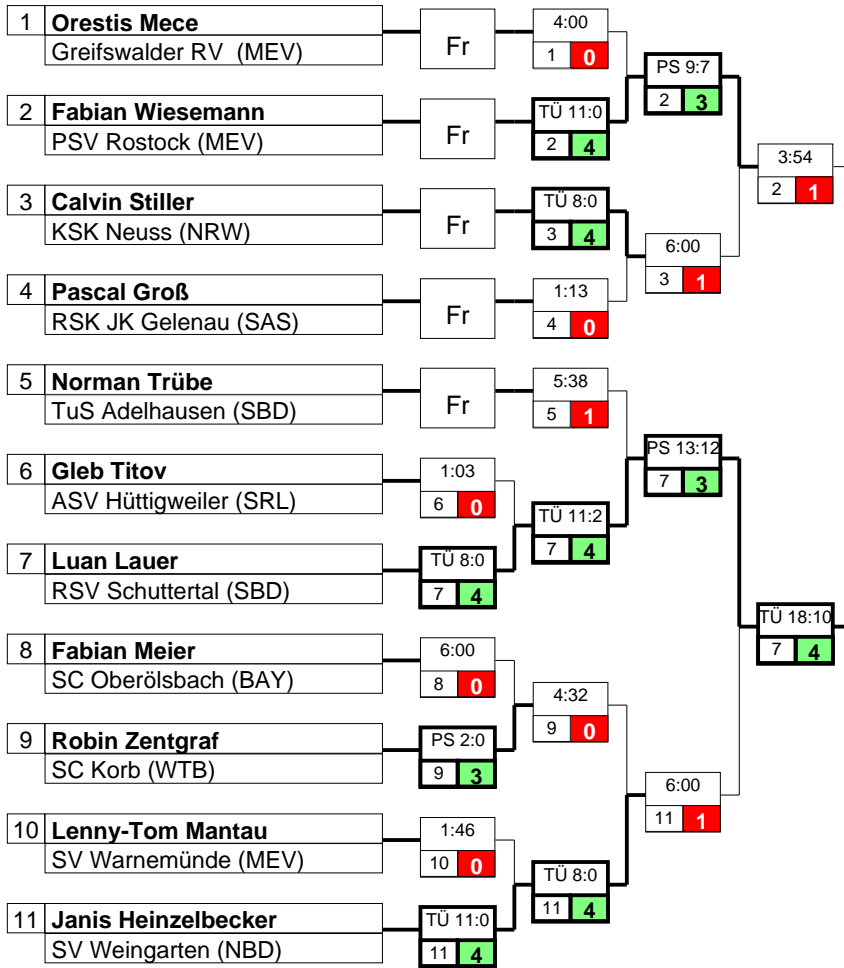 1 Orestis Mece
Greifswalder RV (MEV)
Fr
4:00
1 0
PS 9:7
2 3
2 Fabian Wiesemann
PSV Rostock (MEV)
Fr
TÜ 11:0
2 4
3:54
2 1
3 Calvin Stiller
KSK Neuss (NRW)
Fr
TÜ 8:0
3 4
6:00
3 1
4 Pascal Groß
RSK JK Gelenau (SAS)
Fr
1:13
4 0
5 Norman Trübe
TuS Adelhausen (SBD)
Fr
5:38
5 1
PS 13:12
7 3
6 Gleb Titov
ASV Hüttigweiler (SRL)
1:03
6 0
TÜ 11:2
7 4
7 Luan Lauer
RSV Schuttertal (SBD)
TÜ 8:0
7 4
TÜ 18:10
7 4
8 Fabian Meier
SC Oberölsbach (BAY)
6:00
8 0
4:32
9 0
9 Robin Zentgraf
SC Korb (WTB)
PS 2:0
9 3
6:00
11 1
10 Lenny-Tom Mantau
SV Warnemünde (MEV)
1:46
10 0
TÜ 8:0
11 4
11 Janis Heinzelbecker
SV Weingarten (NBD)
TÜ 11:0
11 4